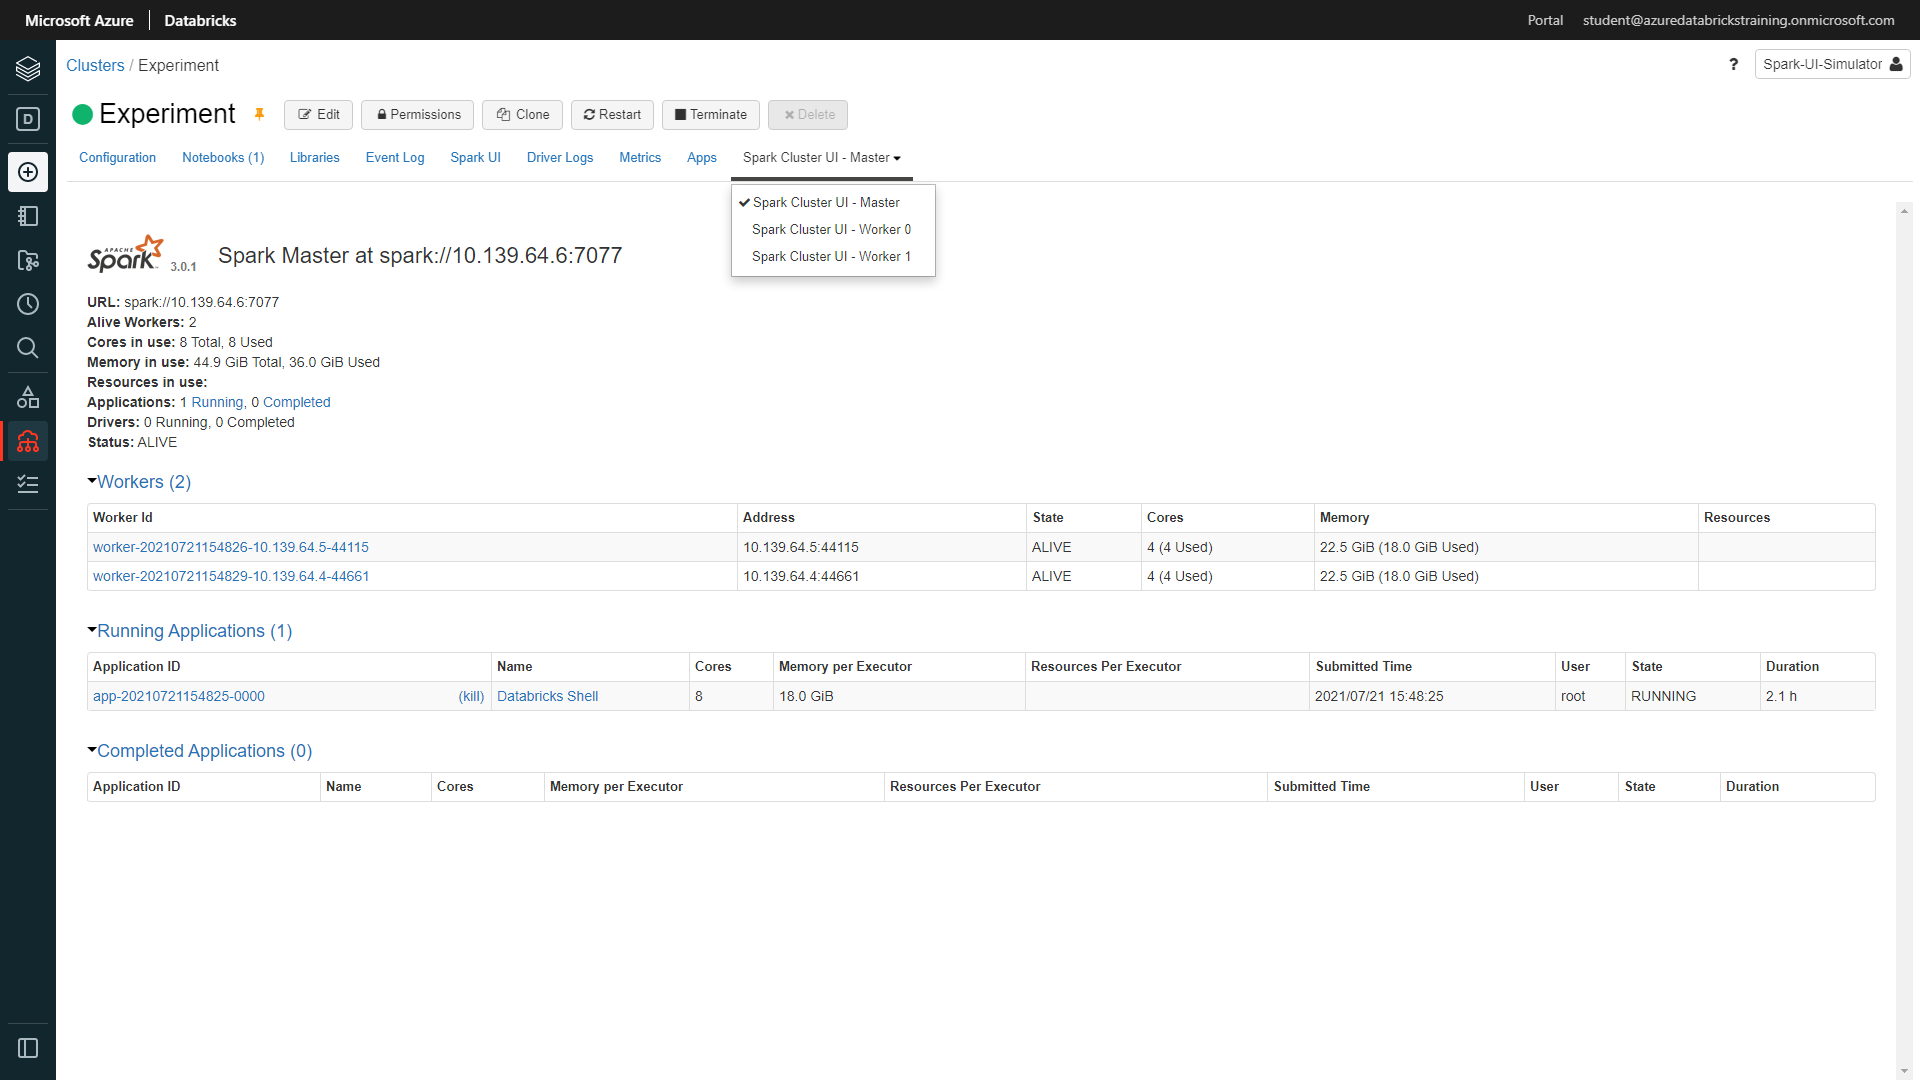 Microsoft Azure Databricks Portal student@azuredatabrickstraining.onmicrosoft.com
Clusters / Experiment ? Spark-UI-Simulator
D
Experiment Edit Permissions Clone Restart Terminate Delete
Configuration Notebooks (1) Libraries Event Log Spark UI Driver Logs Metrics Apps Spark Cluster UI - Master
Spark Cluster UI - Master
Spark Cluster UI - Worker 0
Spark Cluster UI - Worker 1
APACHE Spark 3.0.1 Spark Master at spark://10.139.64.6:7077
URL: spark://10.139.64.6:7077
Alive Workers: 2
Cores in use: 8 Total, 8 Used
Memory in use: 44.9 GiB Total, 36.0 GiB Used
Resources in use:
Applications: 1 Running, 0 Completed
Drivers: 0 Running, 0 Completed
Status: ALIVE
Workers (2)
Worker Id Address State Cores Memory Resources
worker-20210721154826-10.139.64.5-44115 10.139.64.5:44115 ALIVE 4 (4 Used) 22.5 GiB (18.0 GiB Used)
worker-20210721154829-10.139.64.4-44661 10.139.64.4:44661 ALIVE 4 (4 Used) 22.5 GiB (18.0 GiB Used)
Running Applications (1)
Application ID Name Cores Memory per Executor Resources Per Executor Submitted Time User State Duration
app-20210721154825-0000 (kill) Databricks Shell 8 18.0 GiB 2021/07/21 15:48:25 root RUNNING 2.1 h
Completed Applications (0)
Application ID Name Cores Memory per Executor Resources Per Executor Submitted Time User State Duration